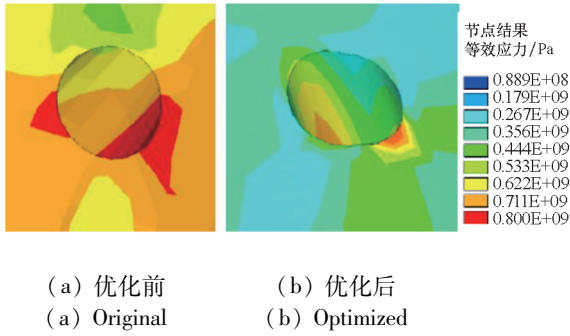 节点结果
等效应力/Pa
0.889E+08
0.179E+09
0.267E+09
0.356E+09
0.444E+09
0.533E+09
0.622E+09
0.711E+09
0.800E+09
(a) 优化前
(a) Original
(b) 优化后
(b) Optimized